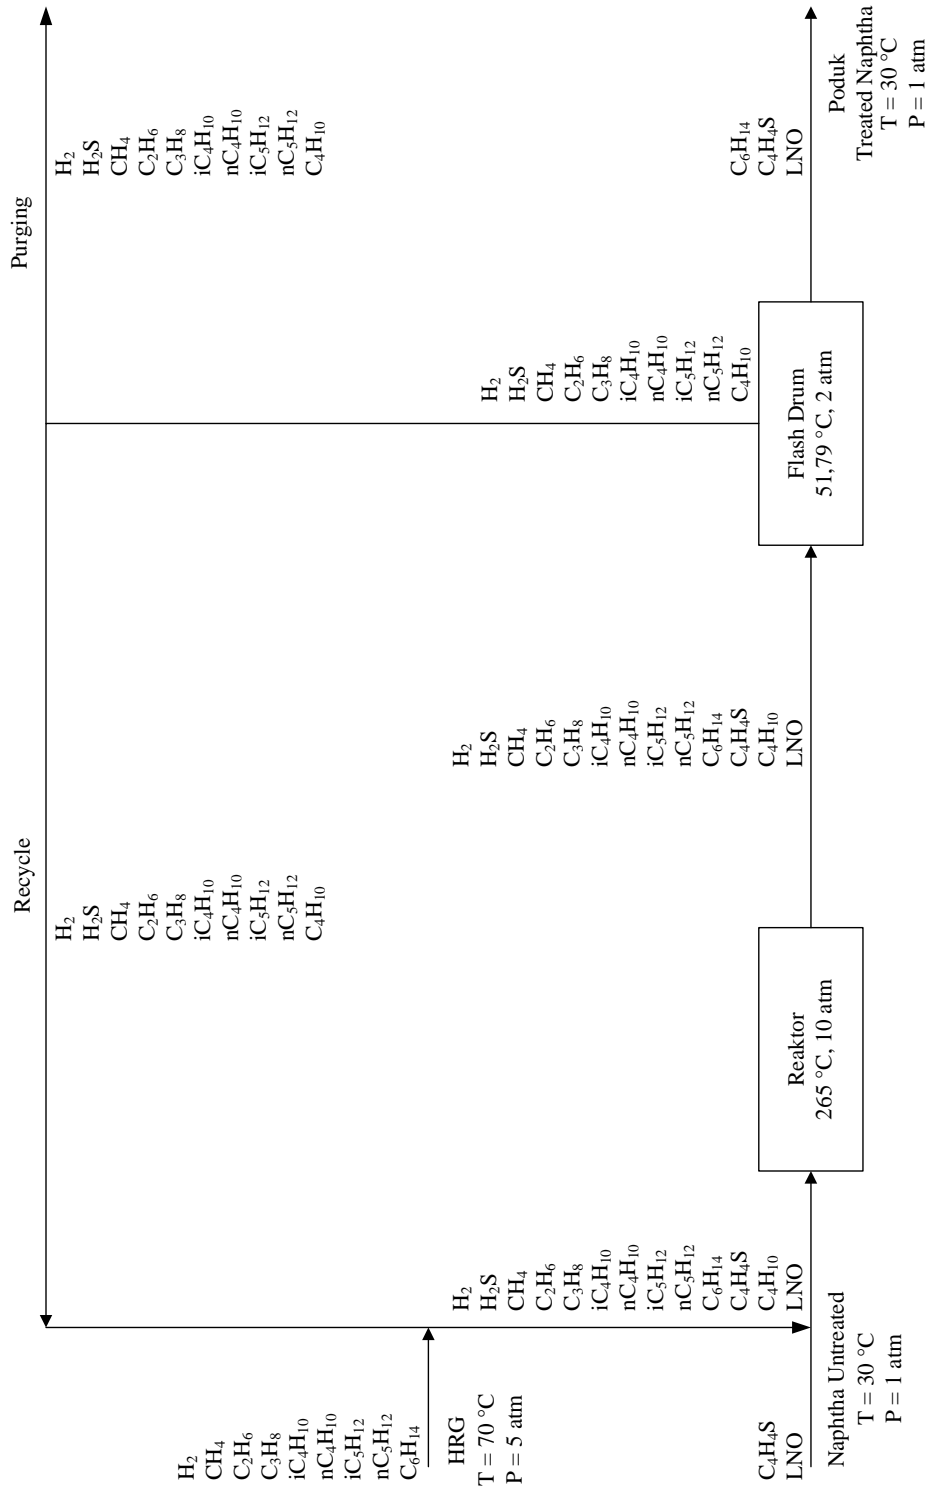 Recycle
Purging
H₂
H₂S
CH₄
C₂H₆
C₃H₈
iC₄H₁₀
nC₄H₁₀
iC₅H₁₂
nC₅H₁₂
C₄H₁₀
H₂
H₂S
CH₄
C₂H₆
C₃H₈
iC₄H₁₀
nC₄H₁₀
iC₅H₁₂
nC₅H₁₂
C₄H₁₀
H₂
CH₄
C₂H₆
C₃H₈
iC₄H₁₀
nC₄H₁₀
iC₅H₁₂
nC₅H₁₂
C₆H₁₄
HRG
T = 70 °C
P = 5 atm
H₂
H₂S
CH₄
C₂H₆
C₃H₈
iC₄H₁₀
nC₄H₁₀
iC₅H₁₂
nC₅H₁₂
C₆H₁₄
C₄H₄S
C₄H₁₀
LNO
H₂
H₂S
CH₄
C₂H₆
C₃H₈
iC₄H₁₀
nC₄H₁₀
iC₅H₁₂
nC₅H₁₂
C₆H₁₄
C₄H₄S
C₄H₁₀
LNO
H₂
H₂S
CH₄
C₂H₆
C₃H₈
iC₄H₁₀
nC₄H₁₀
iC₅H₁₂
nC₅H₁₂
C₄H₁₀
C₄H₄S
LNO
Naphtha Untreated
T = 30 °C
P = 1 atm
Reaktor
265 °C, 10 atm
Flash Drum
51,79 °C, 2 atm
C₆H₁₄
C₄H₄S
LNO
Poduk
Treated Naphtha
T = 30 °C
P = 1 atm